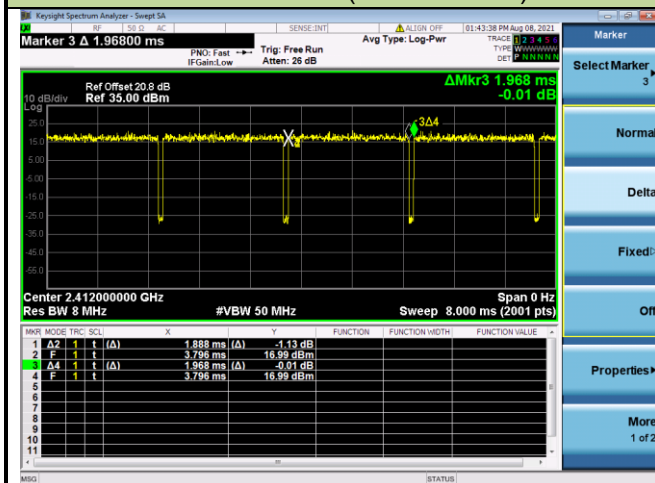 Keysight Spectrum Analyzer - Swept SA
RF 50 Ω AC SENSE:INT ALIGN OFF 01:43:38 PM Aug 08, 2021
Marker 3 Δ 1.96800 ms
PNO: Fast
IFGain:Low
Trig: Free Run
Atten: 26 dB
Avg Type: Log-Pwr
TRACE 1 2 3 4 5 6
TYPE WWWWWW
DET P NNNNN
Marker
Select Marker
3
Normal
Delta
Fixed
Off
Properties
More
1 of 2
ΔMkr3 1.968 ms
-0.01 dB
Ref Offset 20.8 dB
10 dB/div Ref 35.00 dBm
Log
25.0
15.0
5.00
-5.00
-15.0
-25.0
-35.0
-45.0
-55.0
3Δ4
Center 2.412000000 GHz Span 0 Hz
Res BW 8 MHz #VBW 50 MHz Sweep 8.000 ms (2001 pts)
MKR MODE TRC SCL X Y FUNCTION FUNCTION WIDTH FUNCTION VALUE
1 Δ2 1 t (Δ) 1.888 ms (Δ) -1.13 dB
2 F 1 t 3.796 ms 16.99 dBm
3 Δ4 1 t (Δ) 1.968 ms (Δ) -0.01 dB
4 F 1 t 3.796 ms 16.99 dBm
5
6
7
8
9
10
11
MSG STATUS